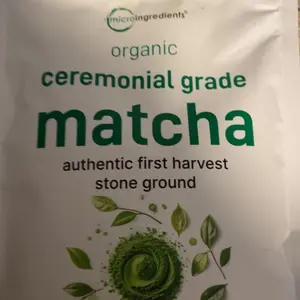 microingredients®
organic
ceremonial grade
matcha
authentic first harvest
stone ground